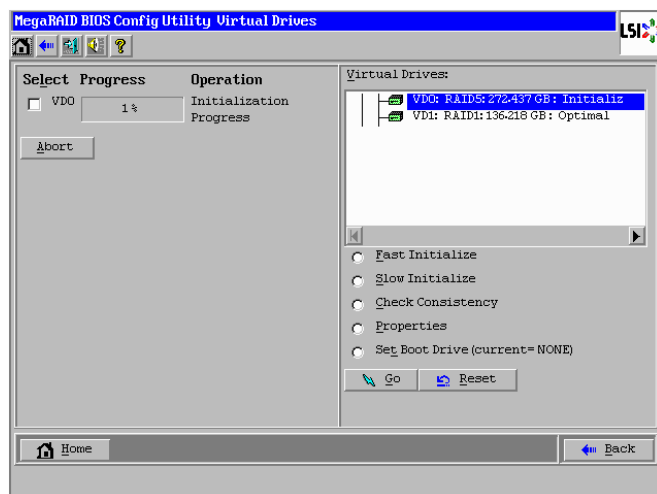 MegaRAID BIOS Config Utility Virtual Drives
LSI
?
Select Progress Operation
VD0 1% Initialization
Progress
Abort
Virtual Drives:
VD0: RAID5: 272.437 GB: Initializ
VD1: RAID1: 136.218 GB: Optimal
Fast Initialize
Slow Initialize
Check Consistency
Properties
Set Boot Drive (current= NONE)
Go Reset
Home Back